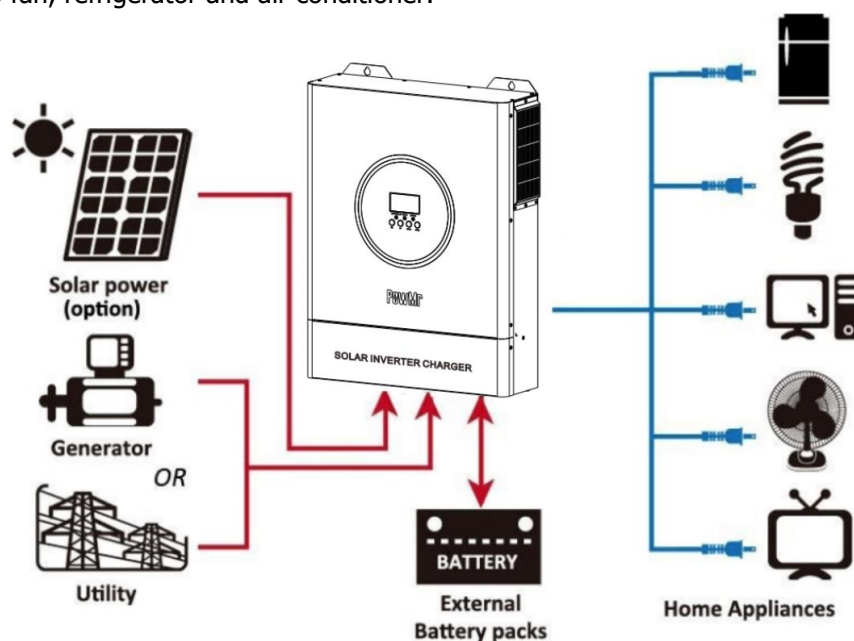 fan, refrigerator and air conditioner.
Solar power
(option)
Generator
OR
Utility
PowMr
SOLAR INVERTER CHARGER
BATTERY
External
Battery packs
Home Appliances